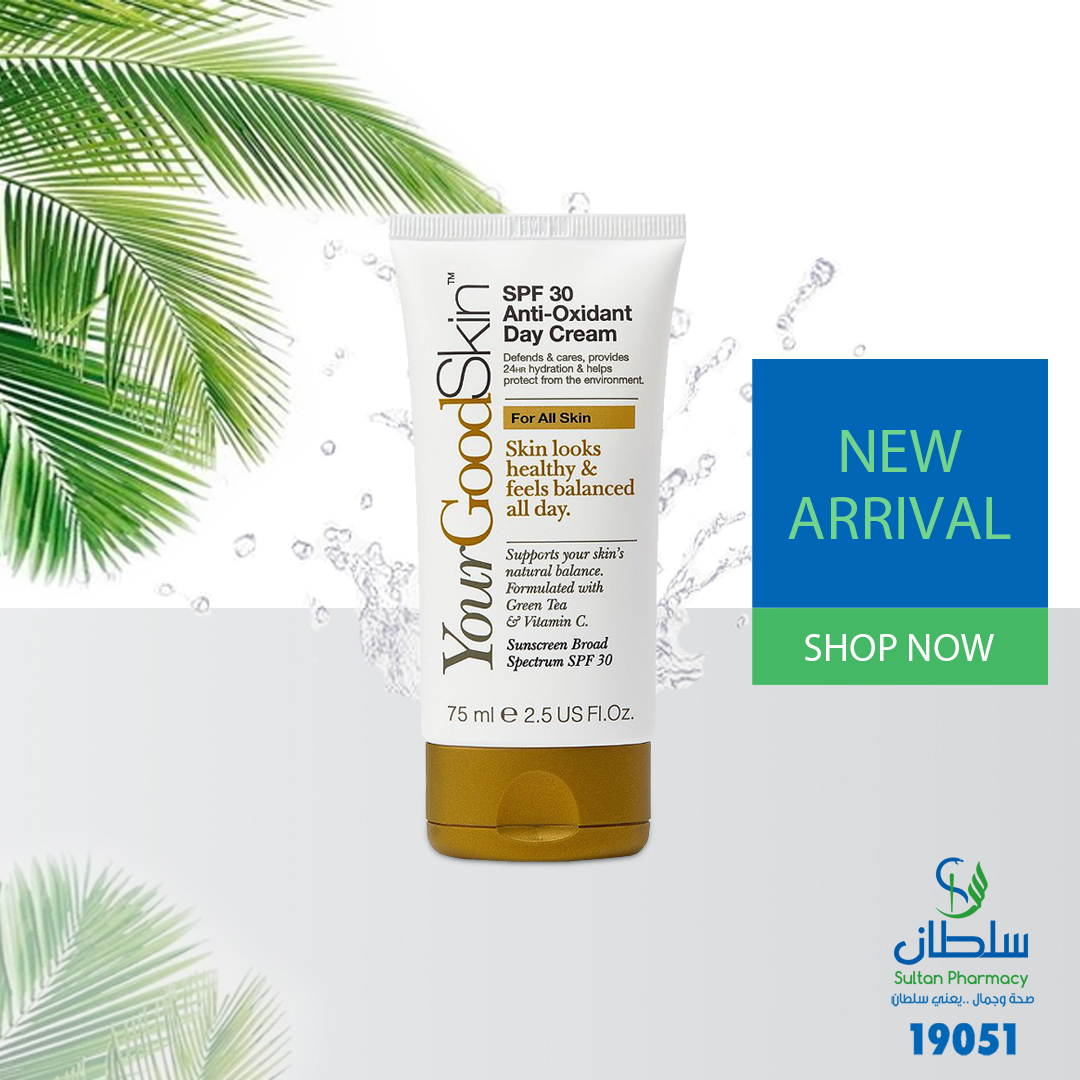 YourGoodSkin™
SPF 30
Anti-Oxidant
Day Cream
Defends & cares, provides
24HR hydration & helps
protect from the environment.
For All Skin
Skin looks
healthy &
feels balanced
all day.
Supports your skin's
natural balance.
Formulated with
Green Tea
& Vitamin C.
Sunscreen Broad
Spectrum SPF 30
75 ml e 2.5 US Fl.Oz.
NEW
ARRIVAL
SHOP NOW
سلطان
Sultan Pharmacy
صحة وجمال ..يعني سلطان
19051